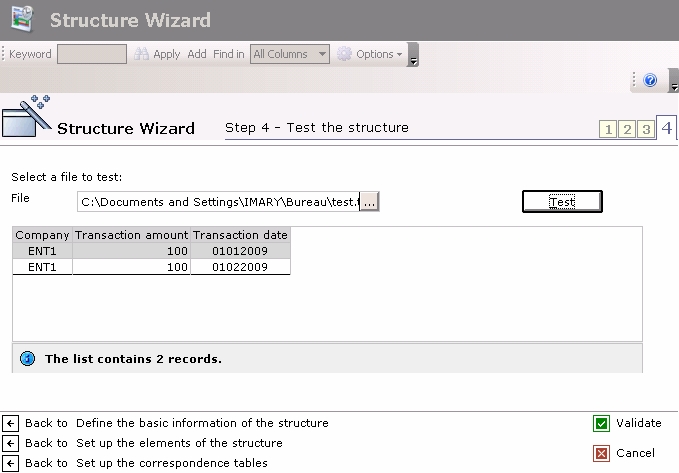 Structure Wizard
Keyword Apply Add Find in All Columns Options
Structure Wizard Step 4 - Test the structure 1 2 3 4
Select a file to test:
File C:\Documents and Settings\IMARY\Bureau\test.t ... Test
Company Transaction amount Transaction date
ENT1 100 01012009
ENT1 100 01022009
The list contains 2 records.
Back to Define the basic information of the structure Validate
Back to Set up the elements of the structure
Back to Set up the correspondence tables Cancel